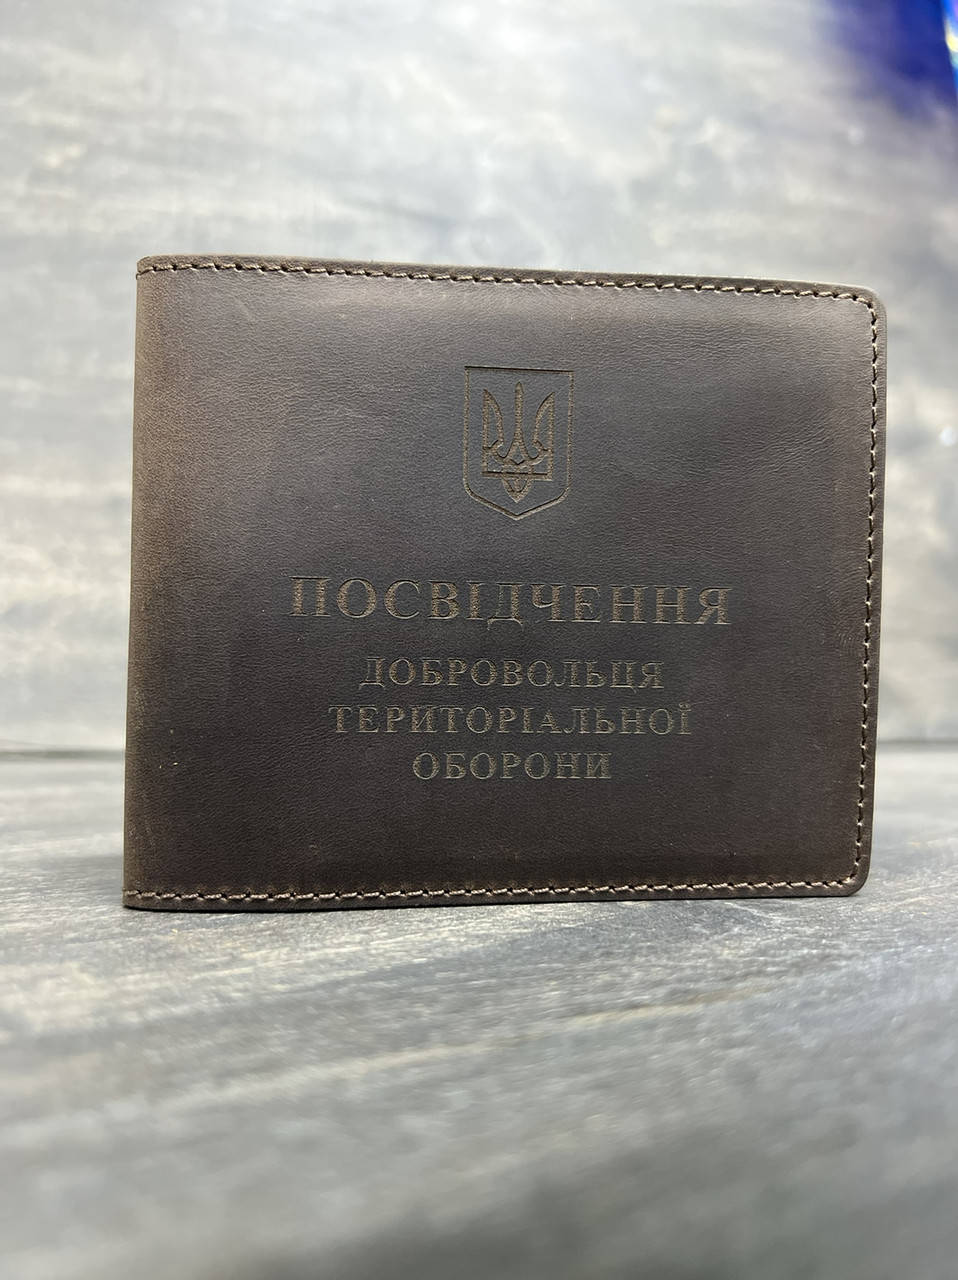 ПОСВІДЧЕННЯ
ДОБРОВОЛЬЦЯ
ТЕРИТОРІАЛЬНОЇ
ОБОРОНИ